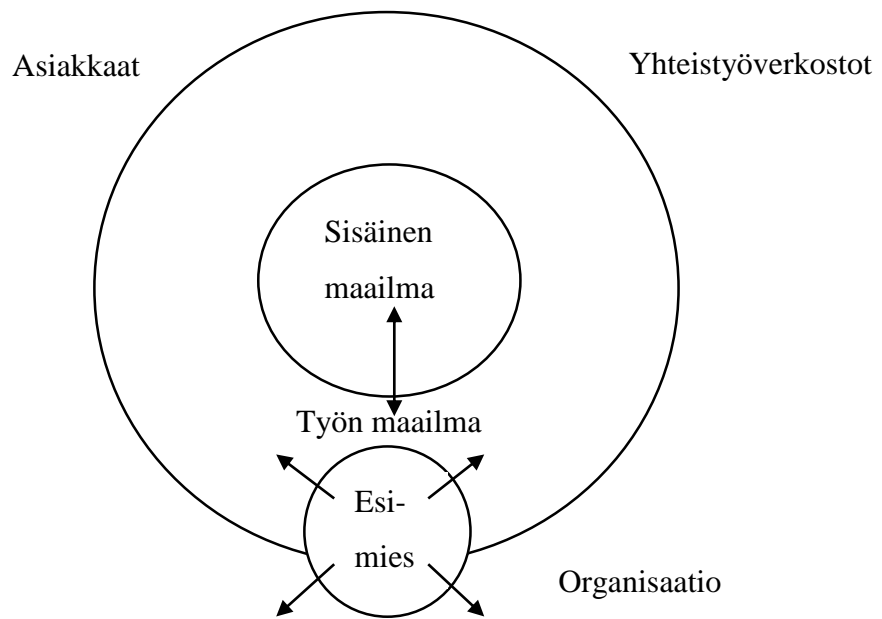 Asiakkaat
Yhteistyöverkostot
Sisäinen
maailma
Työn maailma
Esi-
mies
Organisaatio